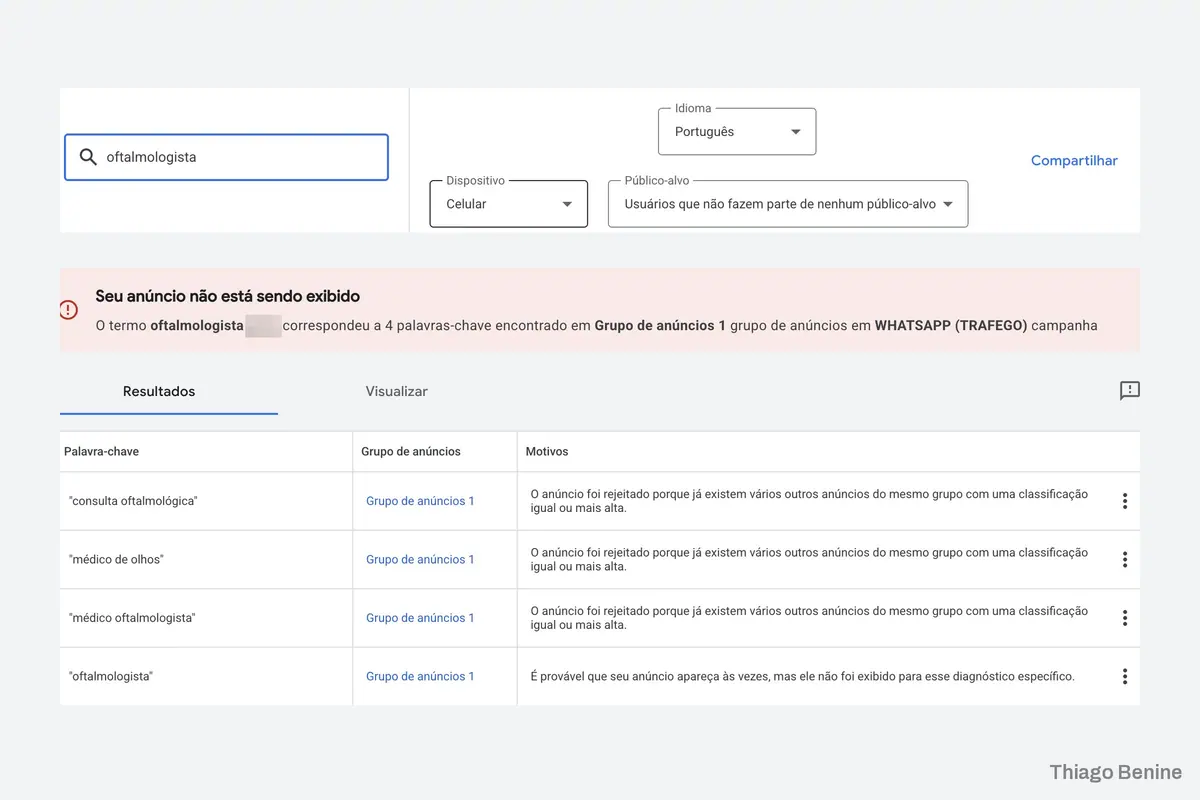 Idioma
Português
oftalmologista
Compartilhar
Dispositivo
Celular
Público-alvo
Usuários que não fazem parte de nenhum público-alvo
Seu anúncio não está sendo exibido
O termo oftalmologista correspondeu a 4 palavras-chave encontrado em Grupo de anúncios 1 grupo de anúncios em WHATSAPP (TRAFEGO) campanha
Resultados
Visualizar
Palavra-chave
Grupo de anúncios
Motivos
"consulta oftalmológica"
Grupo de anúncios 1
O anúncio foi rejeitado porque já existem vários outros anúncios do mesmo grupo com uma classificação
igual ou mais alta.
"médico de olhos"
Grupo de anúncios 1
O anúncio foi rejeitado porque já existem vários outros anúncios do mesmo grupo com uma classificação
igual ou mais alta.
"médico oftalmologista"
Grupo de anúncios 1
O anúncio foi rejeitado porque já existem vários outros anúncios do mesmo grupo com uma classificação
igual ou mais alta.
"oftalmologista"
Grupo de anúncios 1
É provável que seu anúncio apareça às vezes, mas ele não foi exibido para esse diagnóstico específico.
Thiago Benine